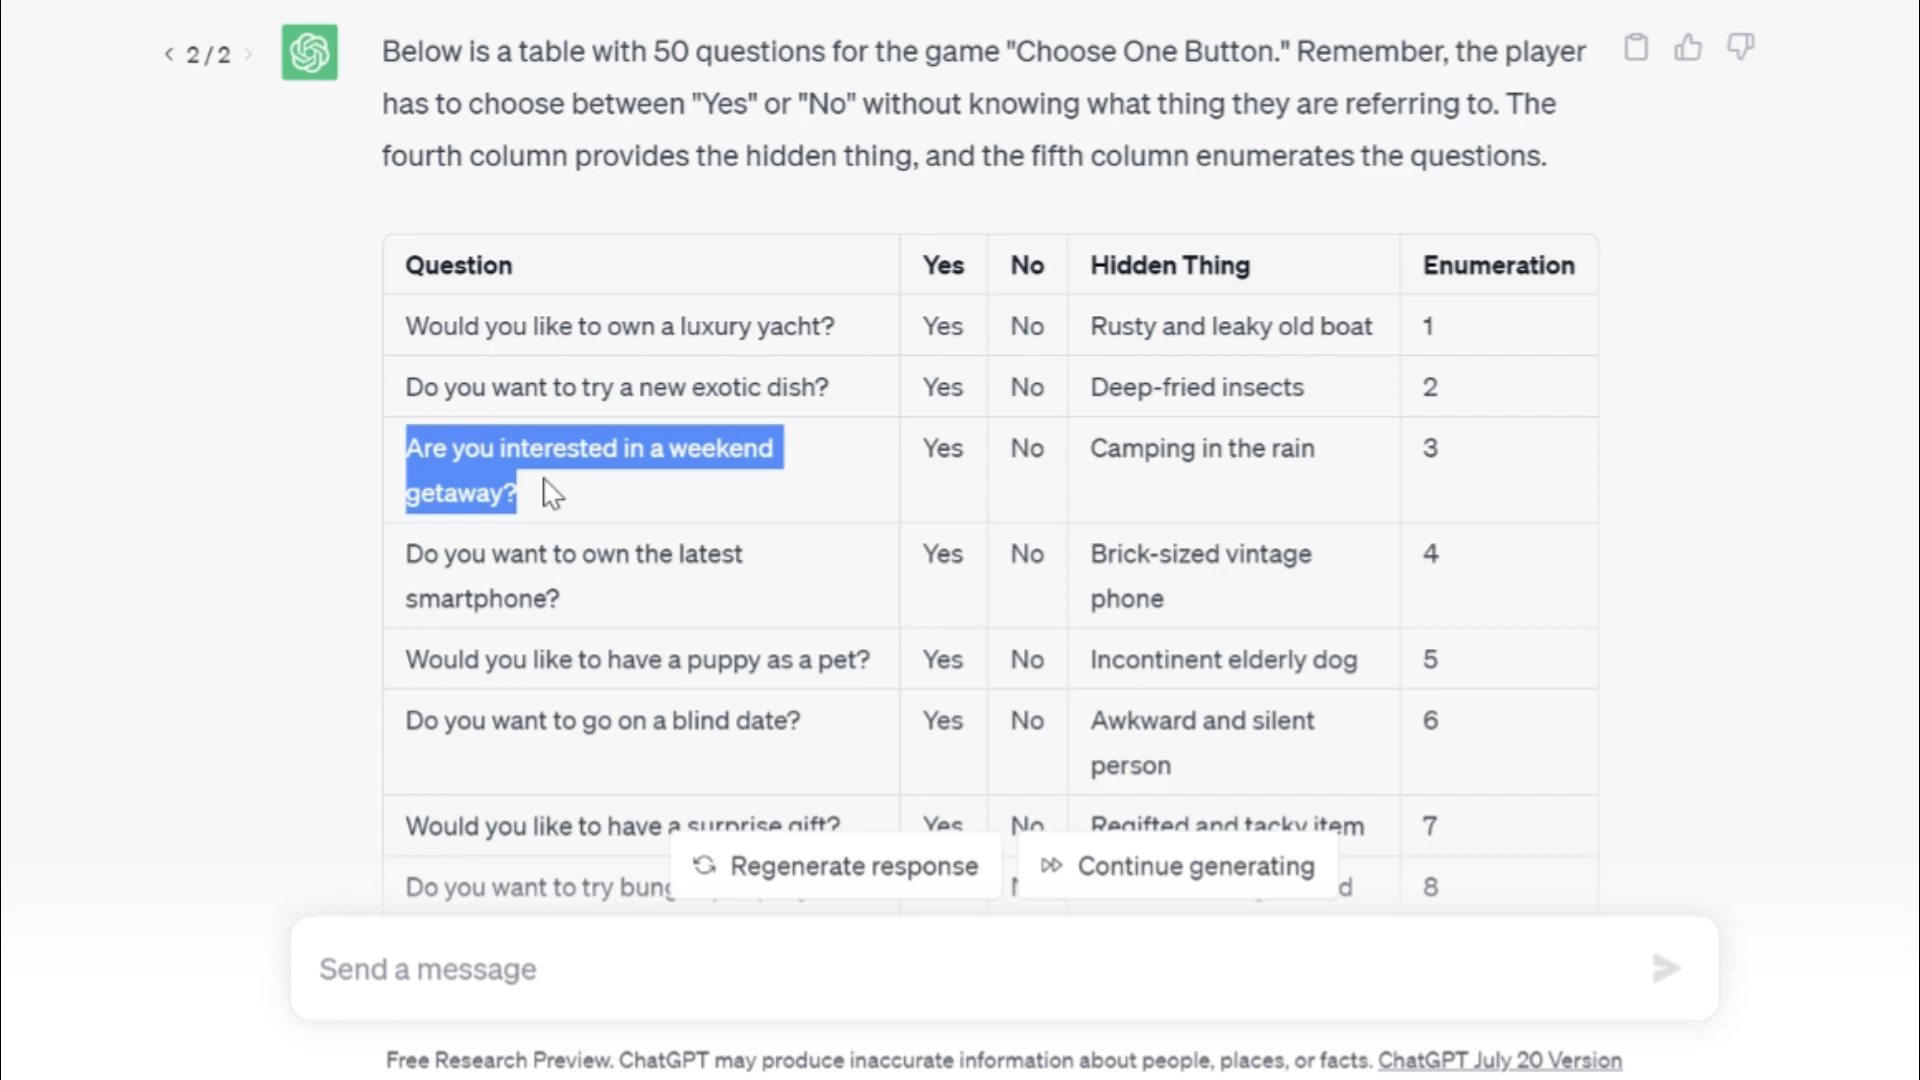 2 / 2
Below is a table with 50 questions for the game "Choose One Button." Remember, the player
has to choose between "Yes" or "No" without knowing what thing they are referring to. The
fourth column provides the hidden thing, and the fifth column enumerates the questions.
Question Yes No Hidden Thing Enumeration
Would you like to own a luxury yacht? Yes No Rusty and leaky old boat 1
Do you want to try a new exotic dish? Yes No Deep-fried insects 2
Are you interested in a weekend Yes No Camping in the rain 3
getaway?
Do you want to own the latest Yes No Brick-sized vintage 4
smartphone? phone
Would you like to have a puppy as a pet? Yes No Incontinent elderly dog 5
Do you want to go on a blind date? Yes No Awkward and silent 6
person
Would you like to have a surprise gift? Yes No Regifted and tacky item 7
Regenerate response Continue generating
Do you want to try 8
Send a message
Free Research Preview. ChatGPT may produce inaccurate information about people, places, or facts. ChatGPT July 20 Version